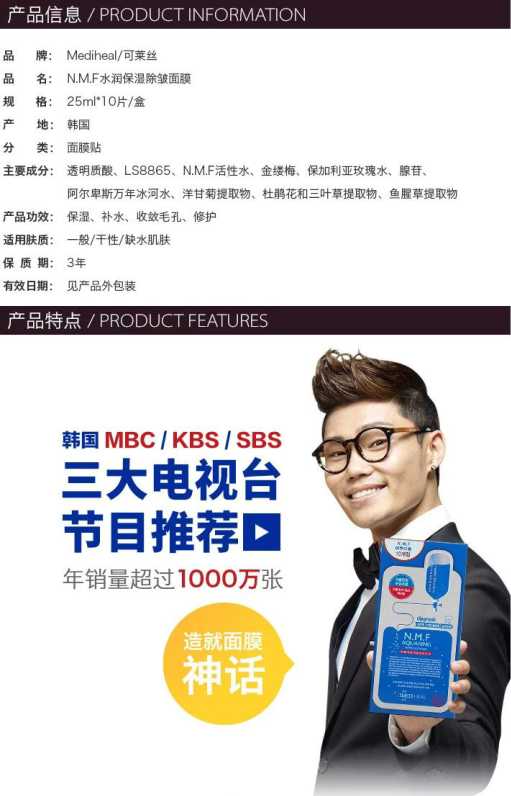 产品信息 / PRODUCT INFORMATION
品 牌： Mediheal/可莱丝
品 名： N.M.F水润保湿除皱面膜
规 格： 25ml*10片/盒
产 地： 韩国
分 类： 面膜贴
主要成分： 透明质酸、LS8865、N.M.F活性水、金缕梅、保加利亚玫瑰水、腺苷、
阿尔卑斯万年冰河水、洋甘菊提取物、杜鹃花和三叶草提取物、鱼腥草提取物
产品功效： 保湿、补水、收敛毛孔、修护
适用肤质： 一般/干性/缺水肌肤
保 质 期： 3年
有效日期： 见产品外包装
产品特点 / PRODUCT FEATURES
韩国 MBC / KBS / SBS
三大电视台
节目推荐
年销量超过1000万张
造就面膜
神话
N.M.F
N.M.F
AQUARING